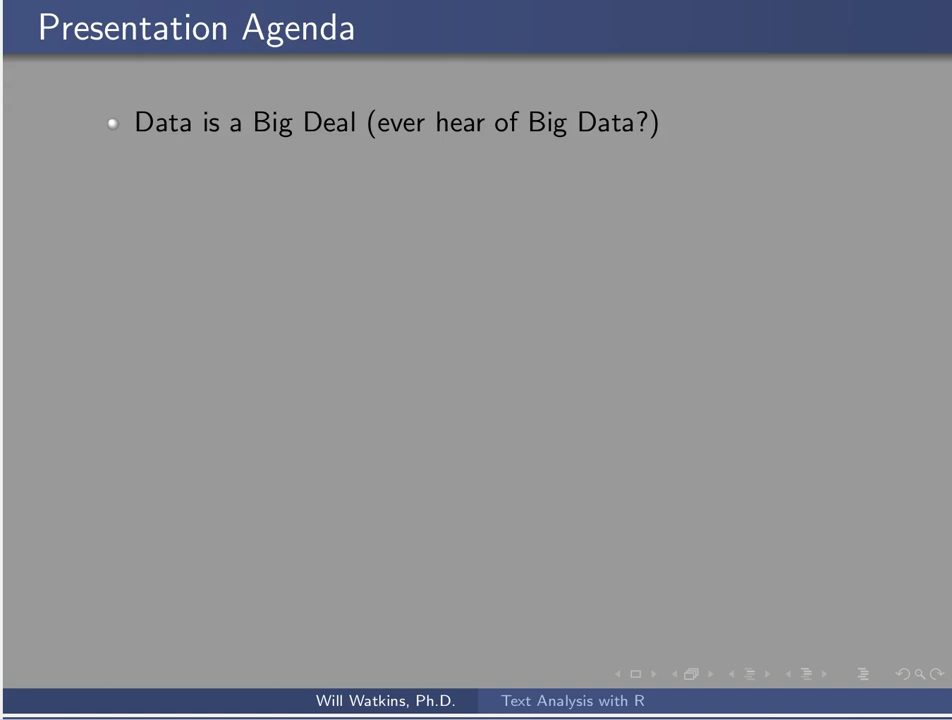 Presentation Agenda
Data is a Big Deal (ever hear of Big Data?)
Will Watkins, Ph.D.
Text Analysis with R